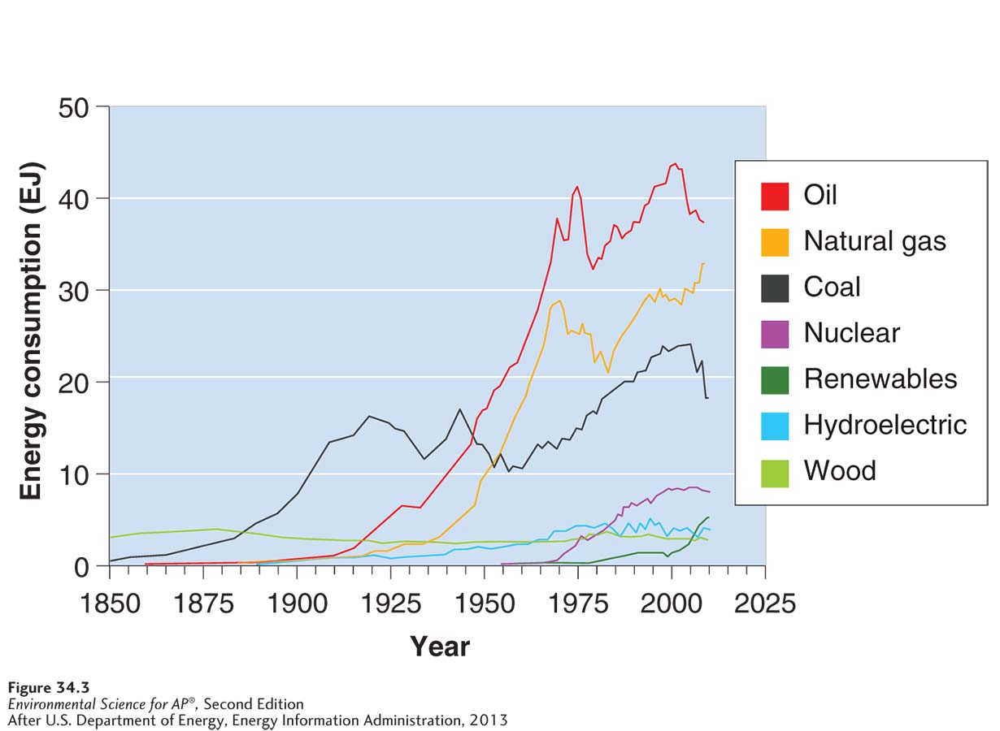 50
40
30
20
10
0
Energy consumption (EJ)
1850 1875 1900 1925 1950 1975 2000 2025
Year
Oil
Natural gas
Coal
Nuclear
Renewables
Hydroelectric
Wood
Figure 34.3
Environmental Science for AP®, Second Edition
After U.S. Department of Energy, Energy Information Administration, 2013